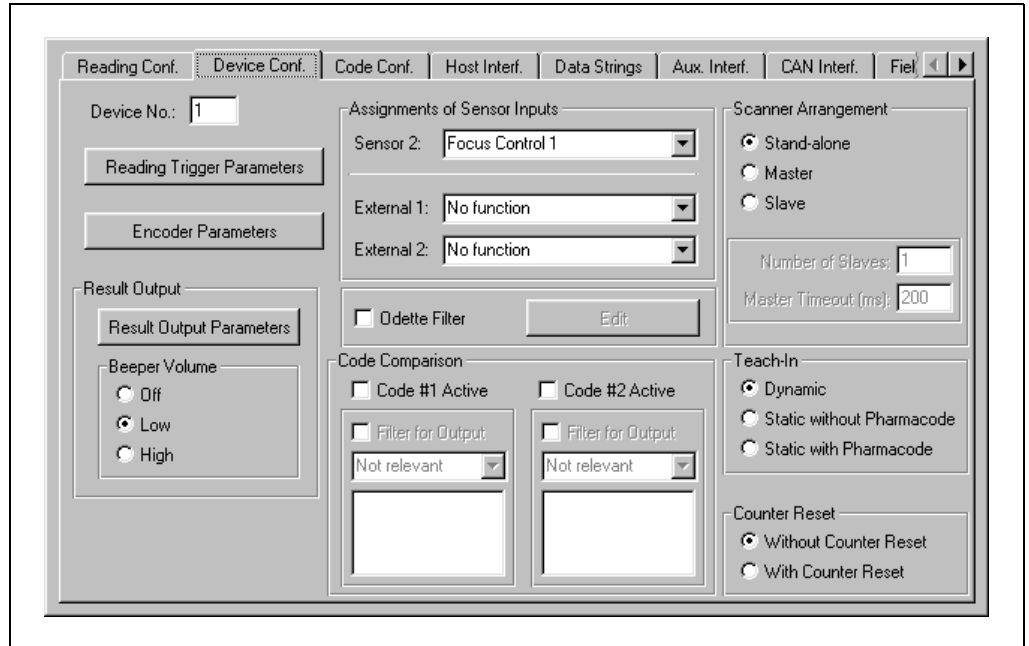 Reading Conf. Device Conf. Code Conf. Host Interf. Data Strings Aux. Interf. CAN Interf. Fiel
Device No.: 1
Reading Trigger Parameters
Encoder Parameters
Result Output
Result Output Parameters
Beeper Volume
Off
Low
High
Assignments of Sensor Inputs
Sensor 2: Focus Control 1
External 1: No function
External 2: No function
Odette Filter Edit
Code Comparison
Code #1 Active
Filter for Output
Not relevant
Code #2 Active
Filter for Output
Not relevant
Scanner Arrangement
Stand-alone
Master
Slave
Number of Slaves: 1
Master Timeout (ms): 200
Teach-In
Dynamic
Static without Pharmacode
Static with Pharmacode
Counter Reset
Without Counter Reset
With Counter Reset